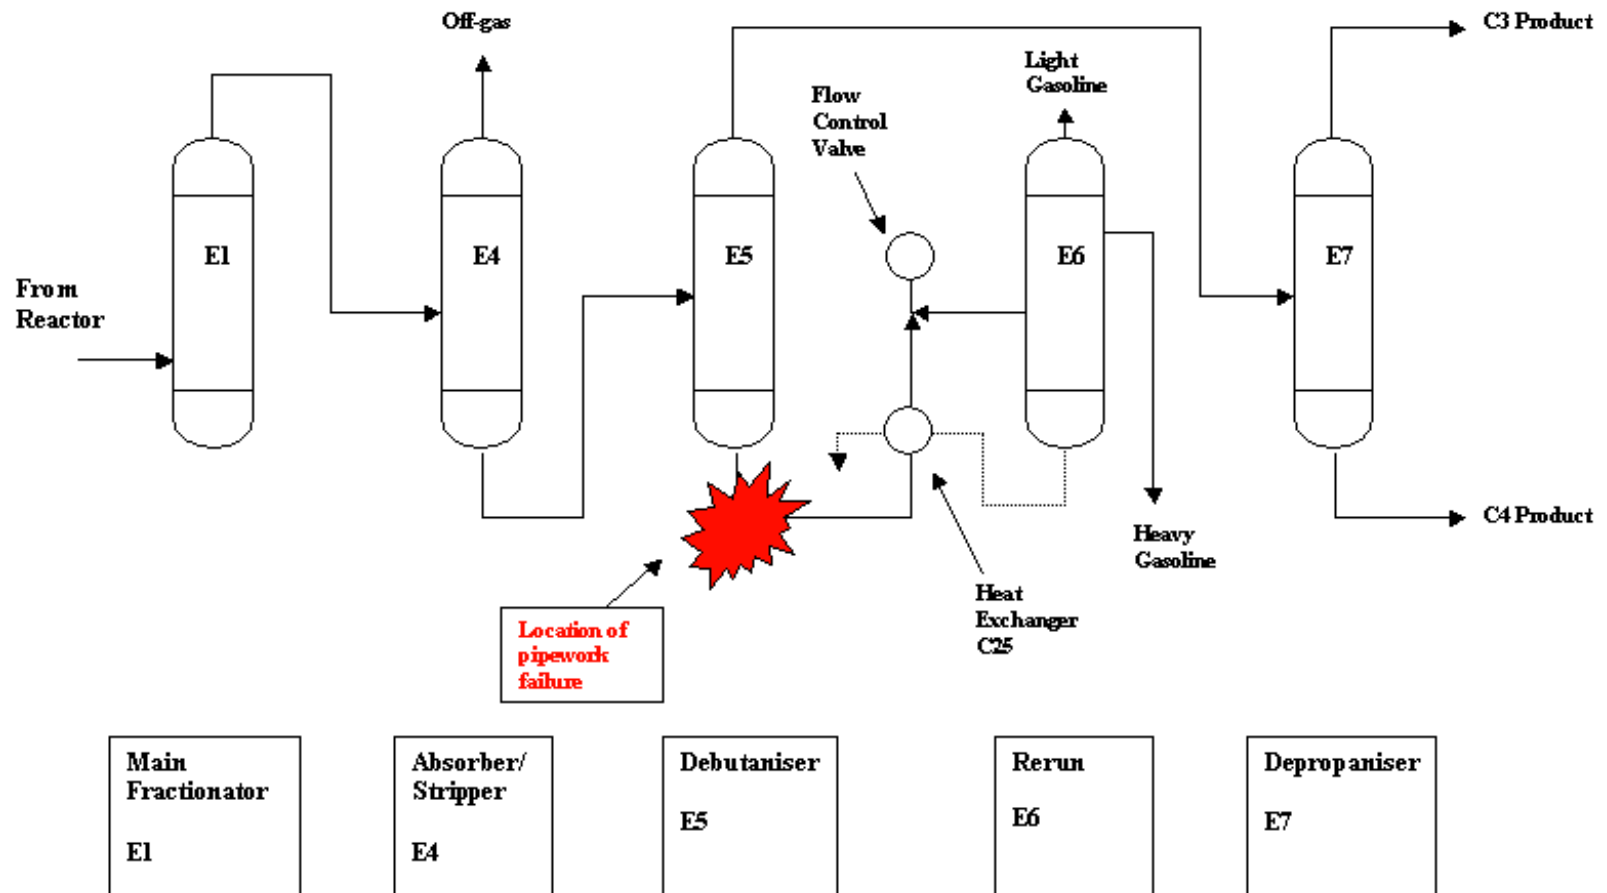 Off-gas
C3 Product
Light
Gasoline
Flow
Control
Valve
E1
E4
E5
E6
E7
From
Reactor
C4 Product
Heavy
Gasoline
Heat
Exchanger
C25
Location of
pipework
failure
Main
Fractionator
E1
Absorber/
Stripper
E4
Debutaniser
E5
Rerun
E6
Depropaniser
E7